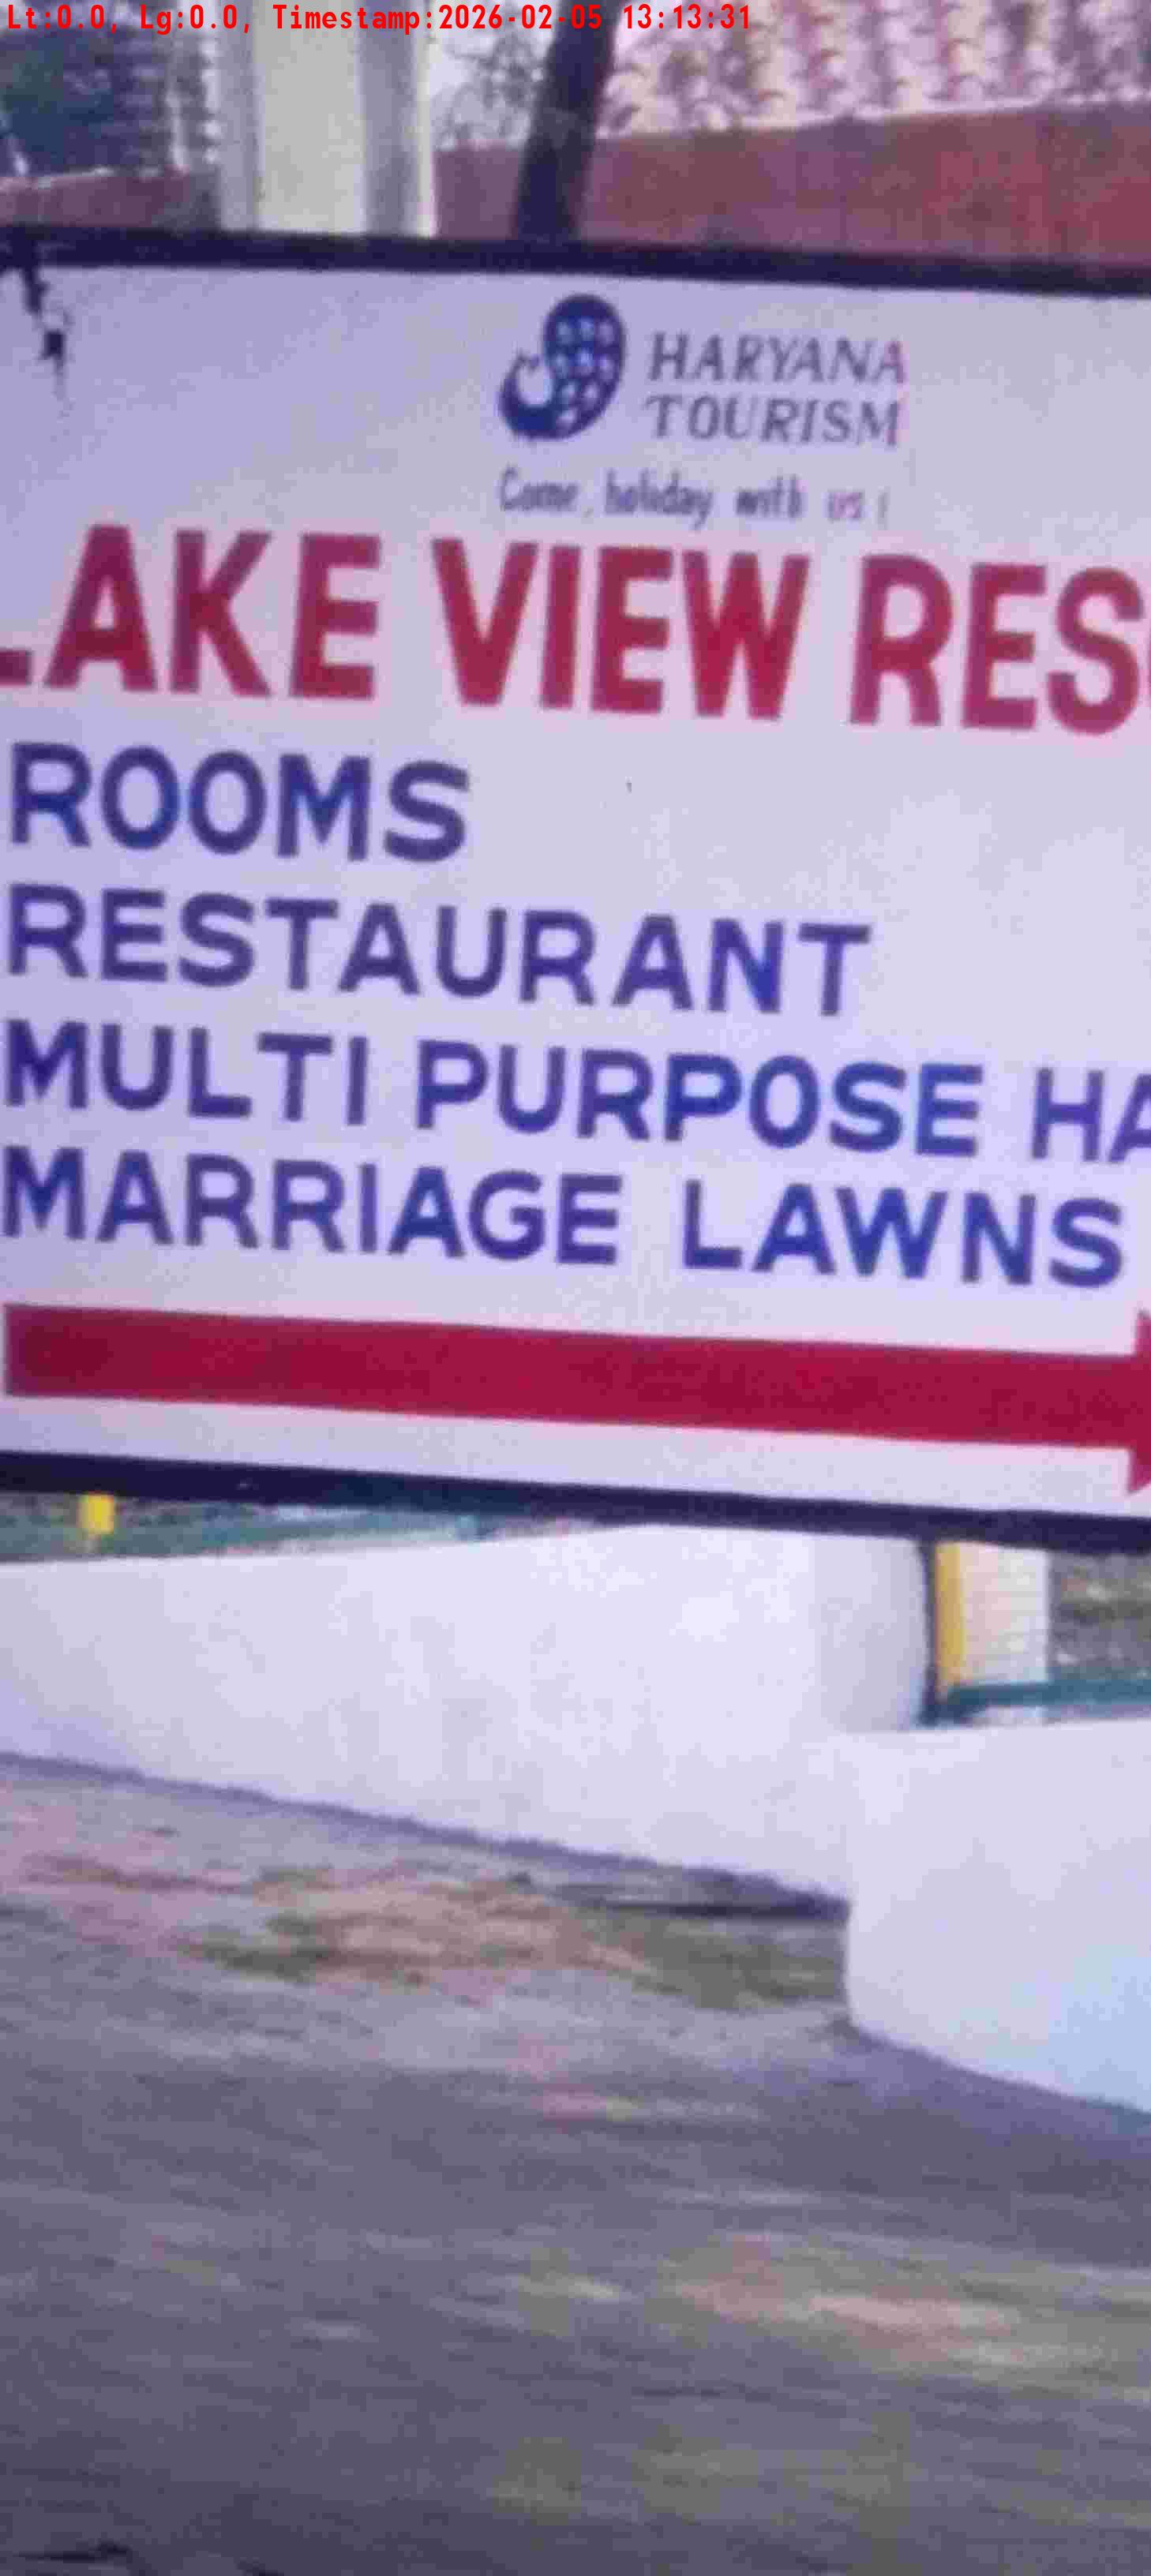 Lt:0.0, Lg:0.0, Timestamp:2026-02-05 13:13:31
HARYANA
TOURISM
Come, holiday with us!
LAKE VIEW RES
ROOMS
RESTAURANT
MULTI PURPOSE HA
MARRIAGE LAWNS